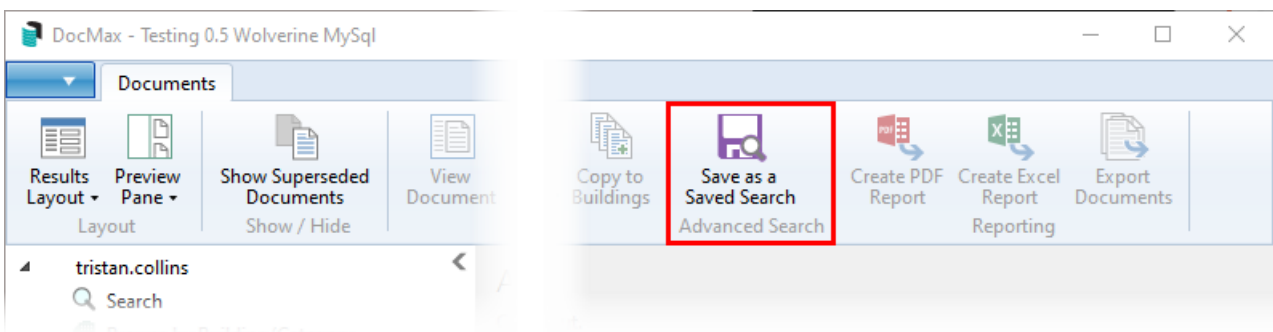 DocMax - Testing 0.5 Wolverine MySql
Documents
Results Layout
Preview Pane
Show Superseded Documents
View Document
Copy to Buildings
Save as a Saved Search
Create PDF Report
Create Excel Report
Export Documents
Layout
Show / Hide
Advanced Search
Reporting
tristan.collins
Search